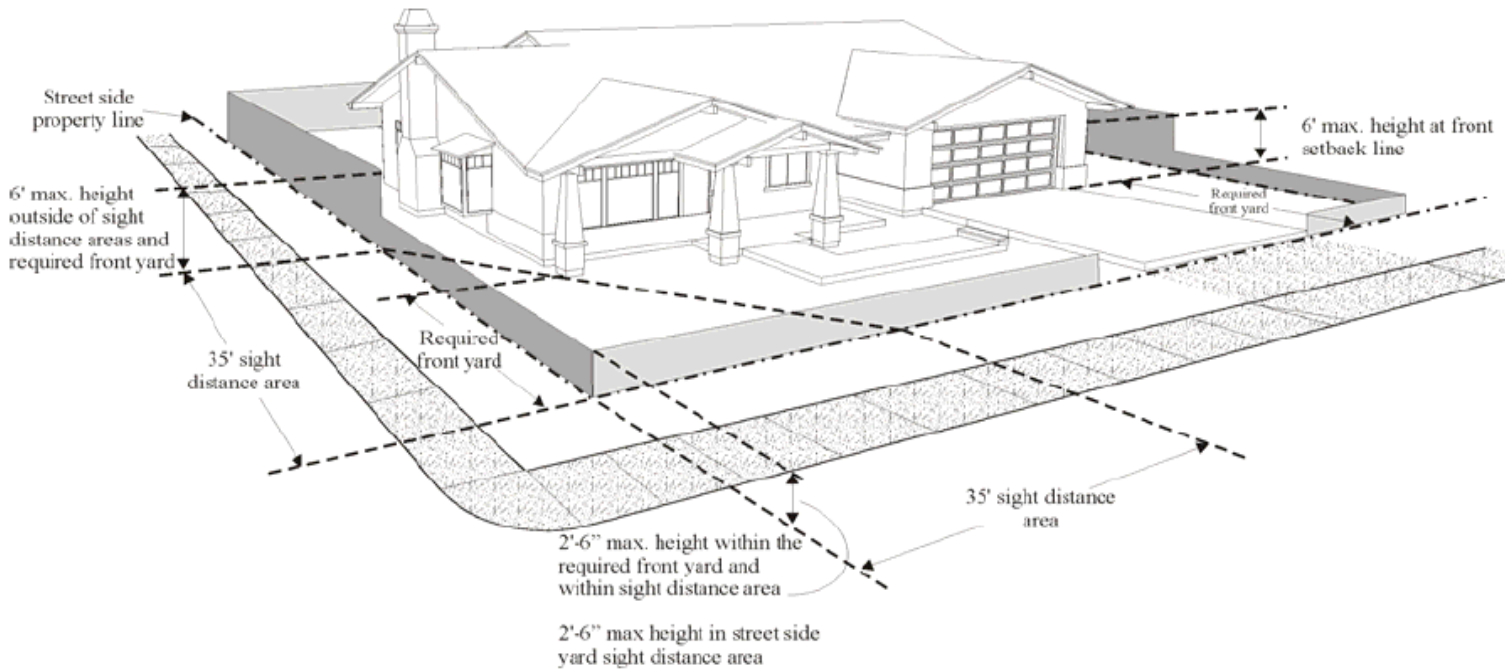 Street side
property line
6' max. height at front
setback line
6' max. height
outside of sight
distance areas and
required front yard
Required
front yard
Required
front yard
35' sight
distance area
35' sight distance
area
2'-6” max. height within the
required front yard and
within sight distance area
2'-6” max height in street side
yard sight distance area